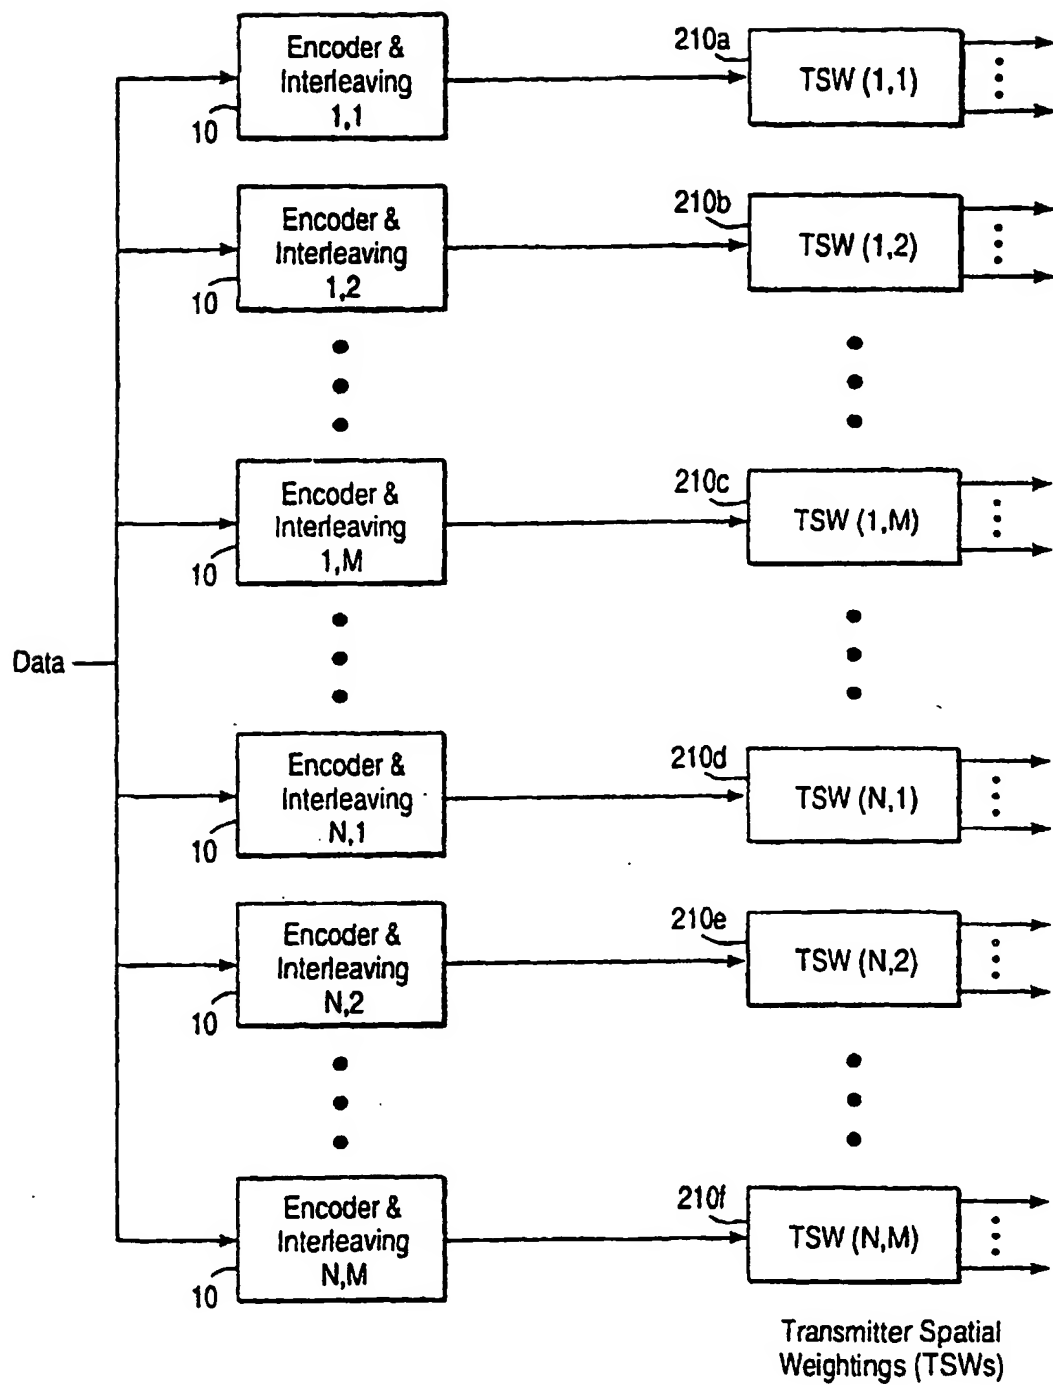 Encoder &
Interleaving
1,1
10
210a
TSW (1,1)
Encoder &
Interleaving
1,2
10
210b
TSW (1,2)
Encoder &
Interleaving
1,M
10
210c
TSW (1,M)
Data
Encoder &
Interleaving
N,1
10
210d
TSW (N,1)
Encoder &
Interleaving
N,2
10
210e
TSW (N,2)
Encoder &
Interleaving
N,M
10
210f
TSW (N,M)
Transmitter Spatial
Weightings (TSWs)